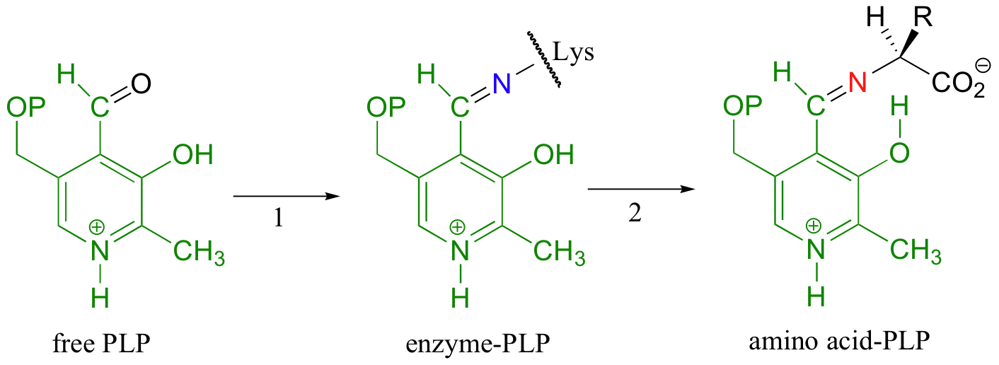 H
O
OP
C
OH
N
⊕
CH3
H
free PLP
1
H
N
Lys
OP
C
OH
N
⊕
CH3
H
enzyme-PLP
2
H
R
H
N
CO2⊖
OP
C
H
O
N
⊕
CH3
H
amino acid-PLP